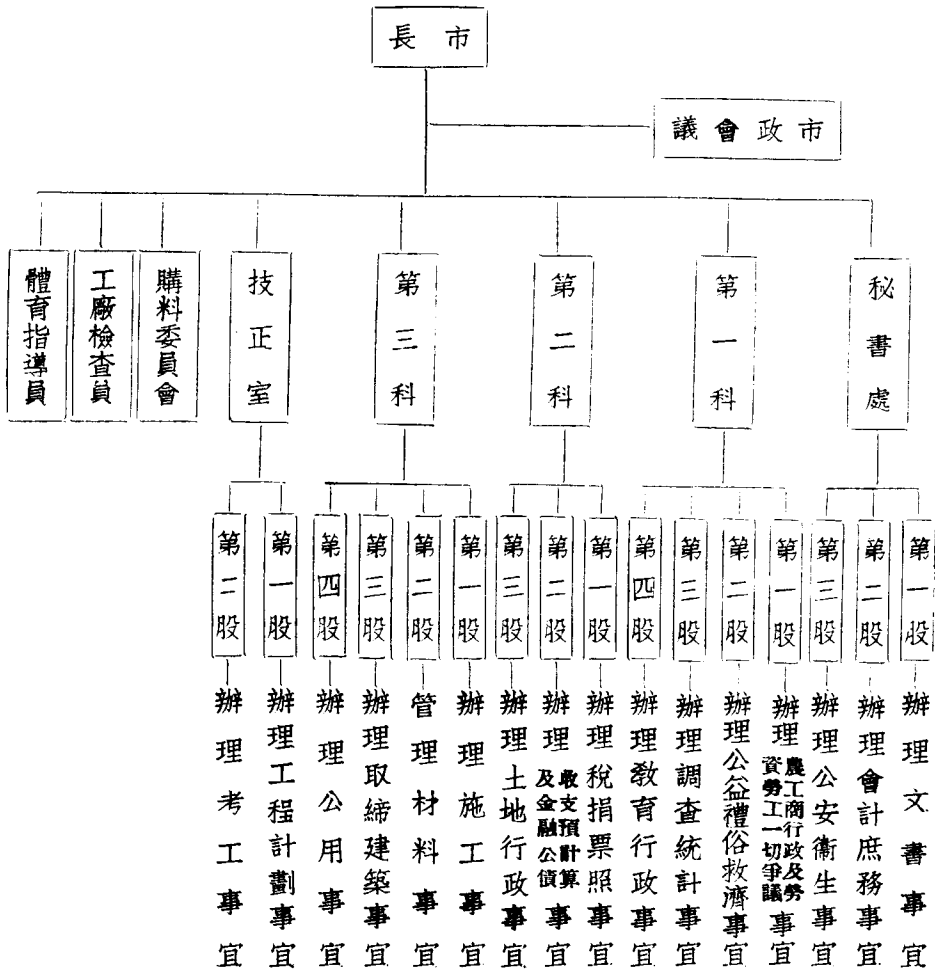 市長
市政會議
秘書處
第一科
第二科
第三科
技正室
購料委員會
工廠檢查員
體育指導員
第一股
辦理文書事宜
第二股
辦理會計庶務事宜
第三股
辦理公安衛生事宜
第一股
辦理農工商行政及勞資勞工一切爭議事宜
第二股
辦理公益禮俗救濟事宜
第三股
辦理調查統計事宜
第四股
辦理教育行政事宜
第一股
辦理稅捐票照事宜
第二股
辦理收支預計算及金融公債事宜
第三股
辦理土地行政事宜
第一股
辦理施工事宜
第二股
管理材料事宜
第三股
辦理取締建築事宜
第四股
辦理公用事宜
第一股
辦理工程計劃事宜
第二股
辦理考工事宜